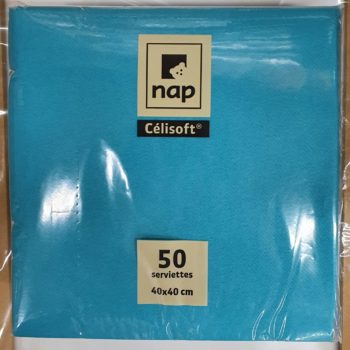 nap
Célisoft®
50
serviettes
40x40 cm